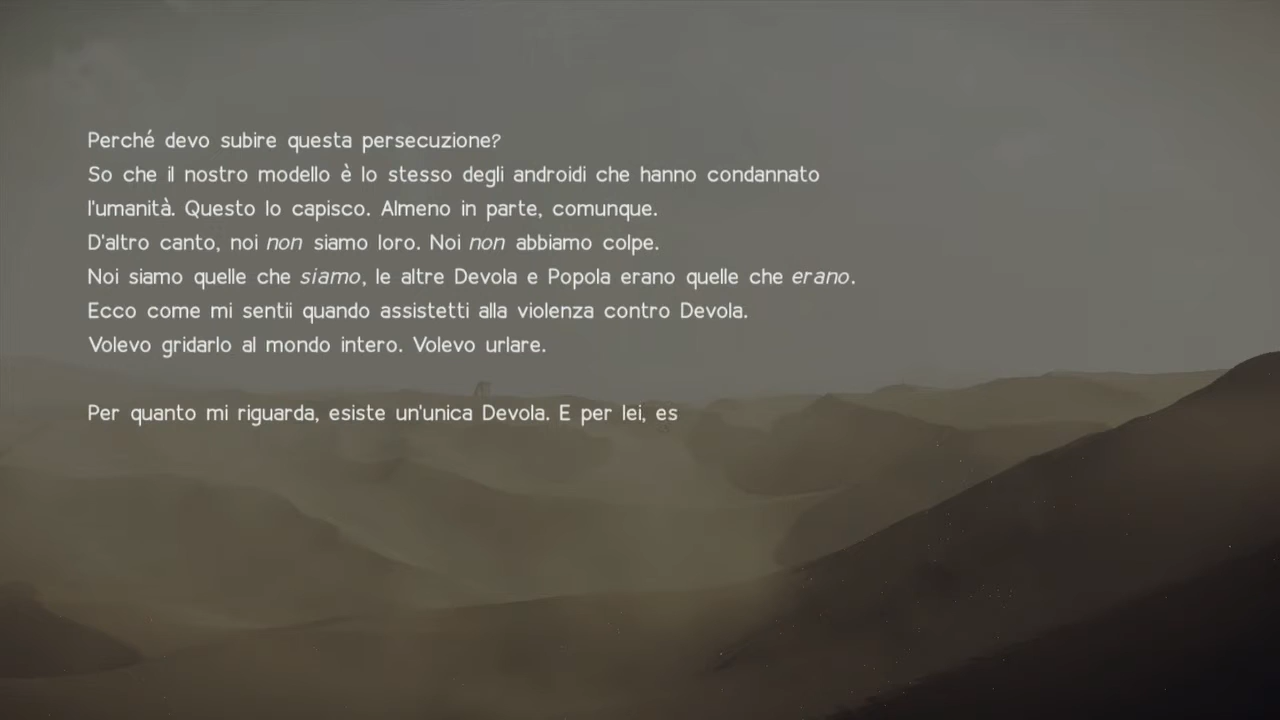 Perché devo subire questa persecuzione?
So che il nostro modello è lo stesso degli androidi che hanno condannato
l'umanità. Questo lo capisco. Almeno in parte, comunque.
D'altro canto, noi non siamo loro. Noi non abbiamo colpe.
Noi siamo quelle che siamo, le altre Devola e Popola erano quelle che erano.
Ecco come mi sentii quando assistetti alla violenza contro Devola.
Volevo gridarlo al mondo intero. Volevo urlare.
Per quanto mi riguarda, esiste un'unica Devola. E per lei, es